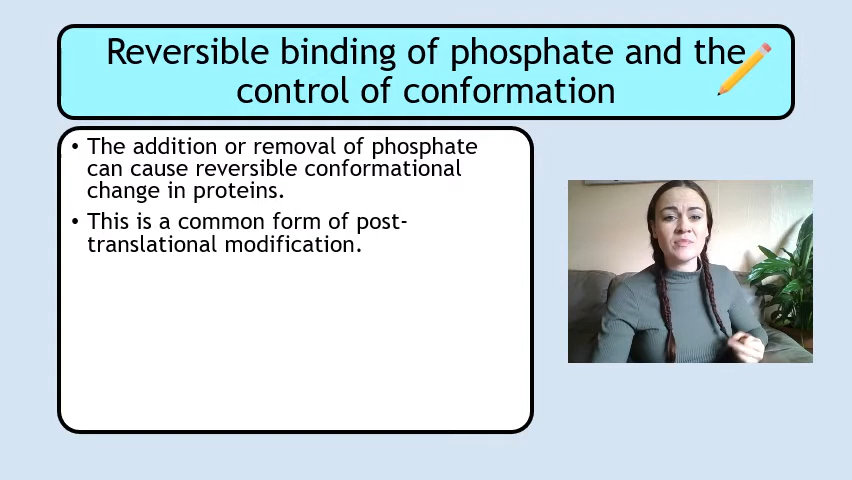 Reversible binding of phosphate and the
control of conformation
• The addition or removal of phosphate
can cause reversible conformational
change in proteins.
• This is a common form of post-
translational modification.